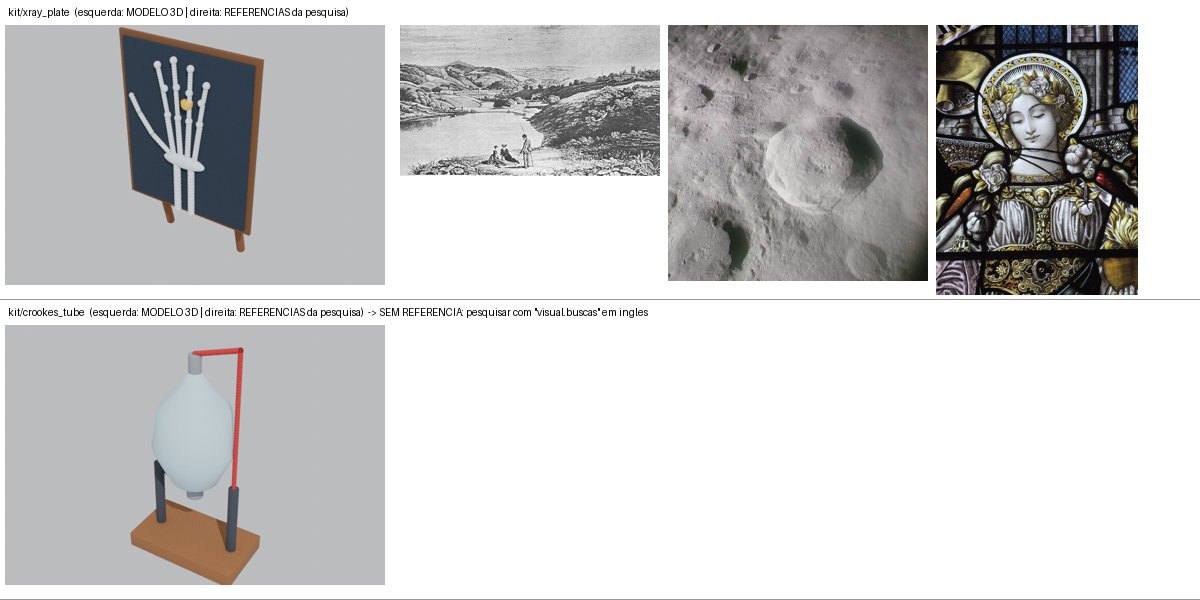 kit/xray_plate (esquerda: MODELO 3D | direita: REFERENCIAS da pesquisa)
kit/crookes_tube (esquerda: MODELO 3D | direita: REFERENCIAS da pesquisa) -> SEM REFERENCIA: pesquisar com "visual.buscas" em ingles